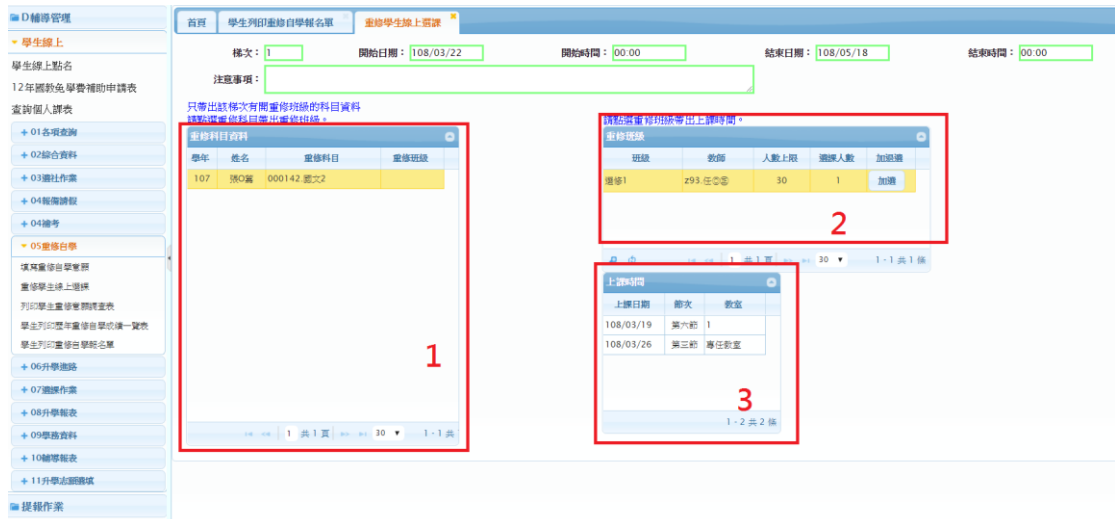 D輔導管理
學生線上
學生線上點名
12年國教免學費補助申請表
查詢個人課表
+ 01各項查詢
+ 02綜合資料
+ 03選社作業
+ 04報備請假
+ 04補考
05重修自學
填寫重修自學意願
重修學生線上選課
列印學生重修意願調查表
學生列印歷年重修自學成績一覽表
學生列印重修自學報名單
+ 06升學進路
+ 07選課作業
+ 08升學報表
+ 09學務資料
+ 10輔導報表
+ 11升學志願選填
提報作業
首頁 學生列印重修自學報名單 重修學生線上選課
梯次： 1 開始日期： 108/03/22 開始時間： 00:00 結束日期： 108/05/18 結束時間： 00:00
注意事項：
只帶出該梯次有開重修班級的科目資料
請點選重修科目帶出重修班級。
重修科目資料
學年 姓名 重修科目 重修班級
107 張O篤 000142.國文2
1
1 共 1 頁 30 1 - 1 共
請點選重修班級帶出上課時間。
重修班級
班級 教師 人數上限 選課人數 加退選
選修1 z93.任 30 1 加選
2
1 共 1 頁 30 1 - 1 共 1 條
上課時間
上課日期 節次 教室
108/03/19 第六節 1
108/03/26 第三節 專任教室
3
1 - 2 共 2 條